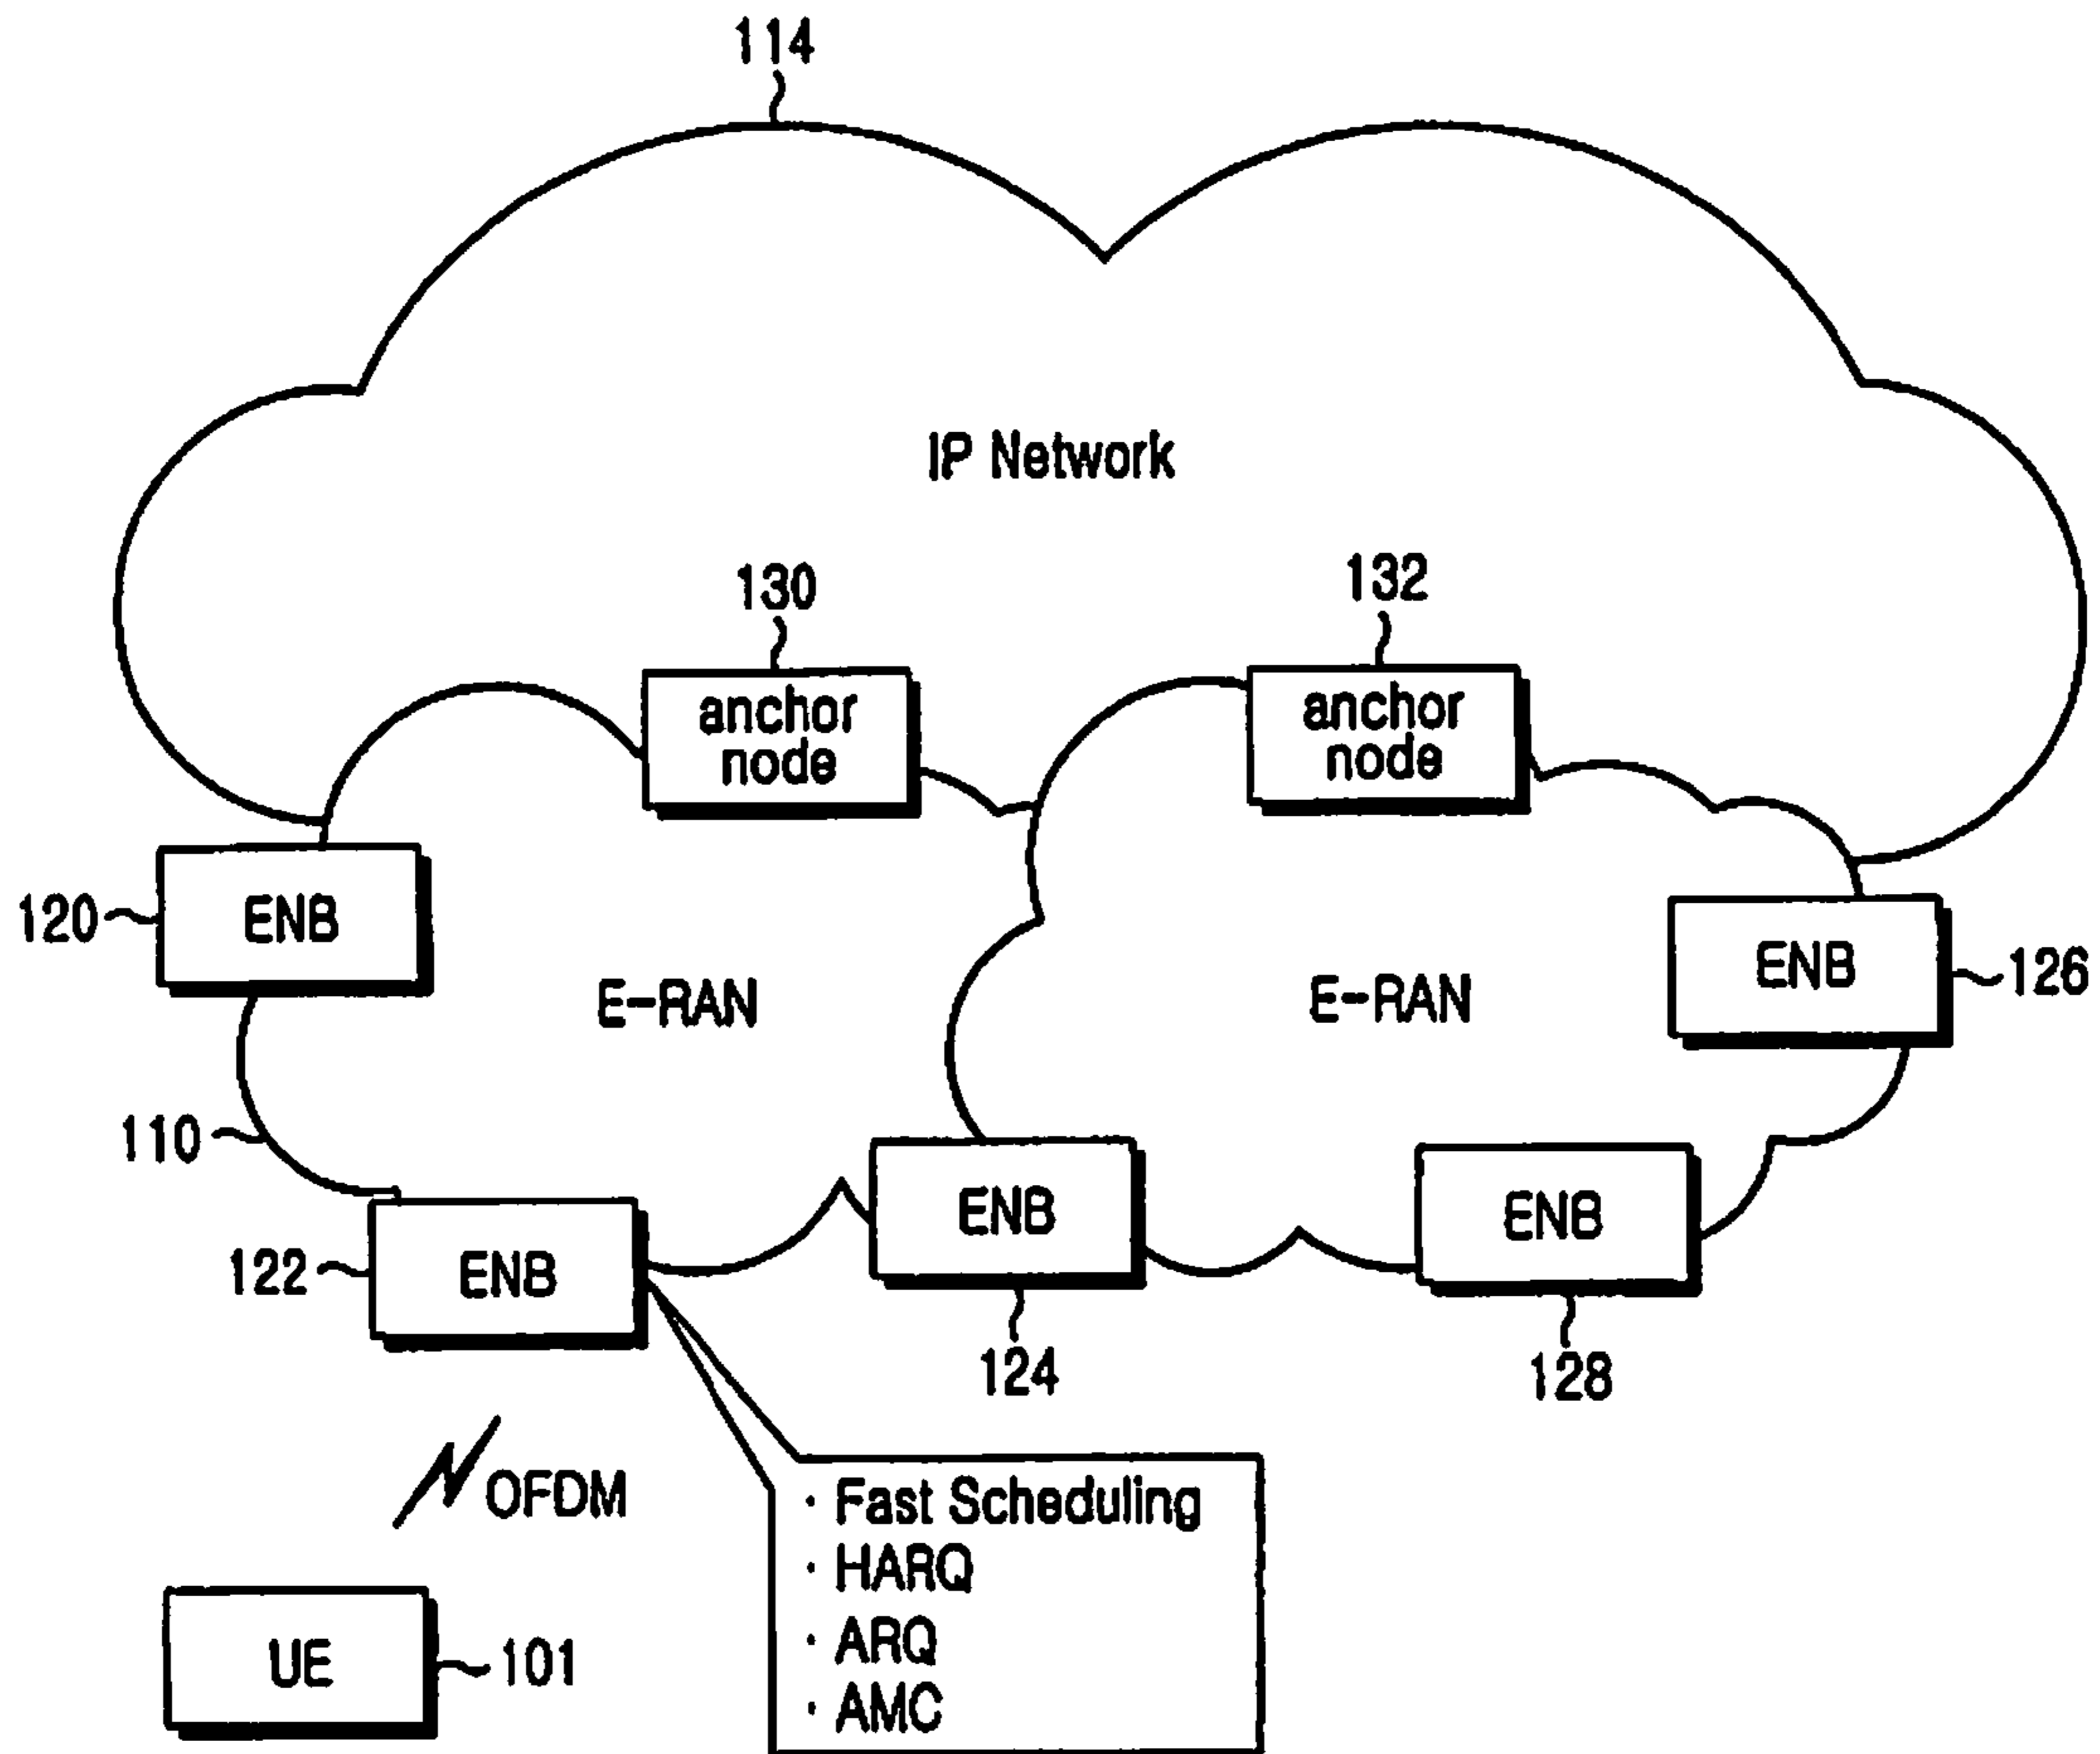 114
IP Network
130
132
anchor
node
anchor
node
120
ENB
E-RAN
E-RAN
ENB
126
110
122
ENB
ENB
ENB
124
128
OFDM
· Fast Scheduling
· HARQ
· ARQ
· AMC
UE
101